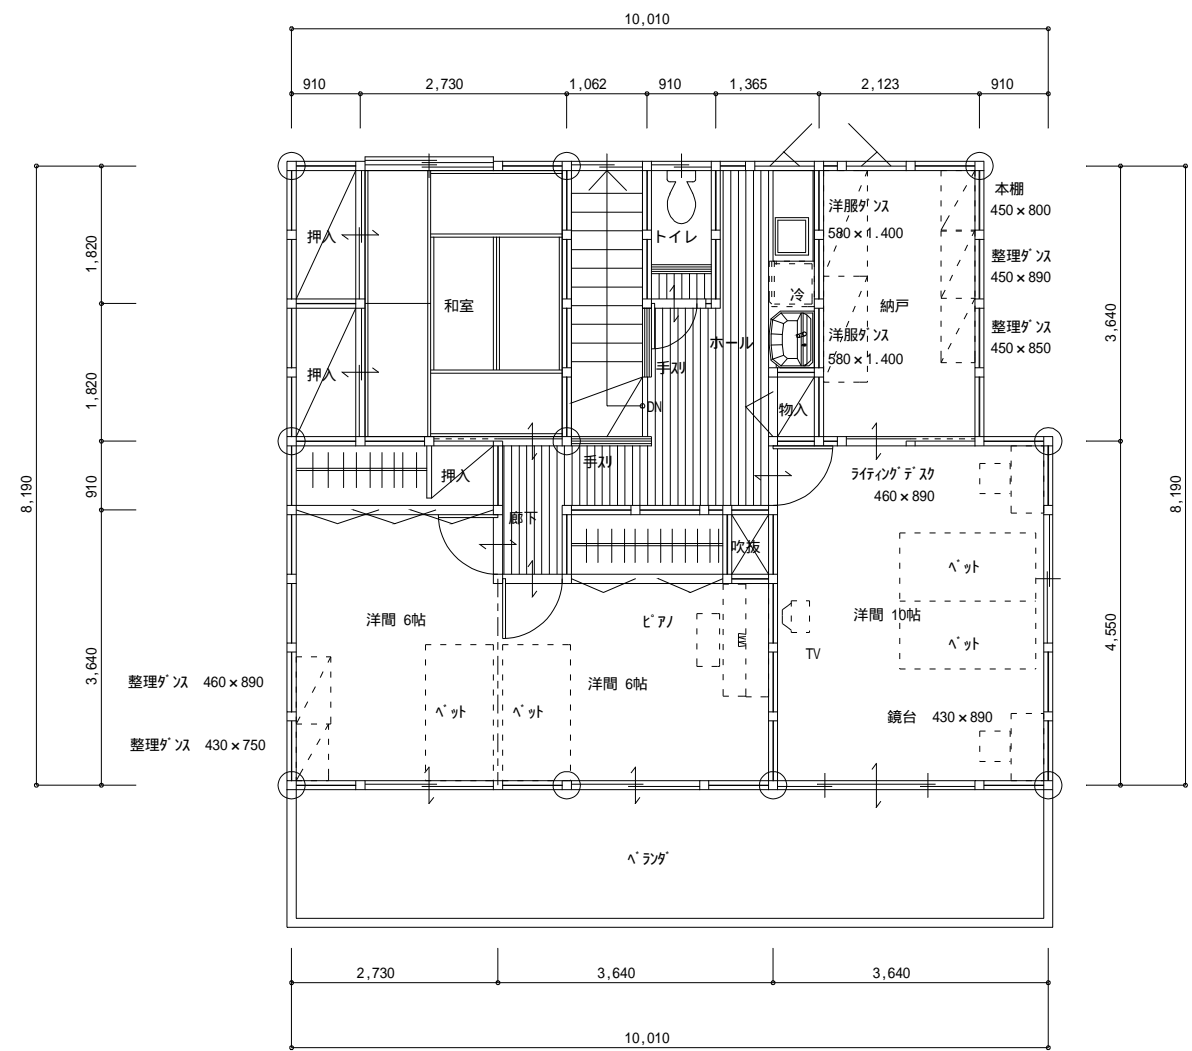 10,010
910
2,730
1,062
910
1,365
2,123
910
本棚
450×800
洋服ﾀﾞﾝｽ
580×1.400
押入
トイレ
1,820
整理ﾀﾞﾝｽ
450×890
冷
和室
納戸
3,640
整理ﾀﾞﾝｽ
450×850
洋服ﾀﾞﾝｽ
580×1.400
ホール
手ｽﾘ
押入
1,820
DN
物入
手ｽﾘ
押入
ﾗｲﾃｨﾝｸﾞﾃﾞｽｸ
460×890
8,190
910
8,190
廊下
吹抜
ﾍﾞｯﾄ
洋間 6帖
ﾋﾟｱﾉ
洋間 10帖
4,550
ﾍﾞｯﾄ
TV
3,640
整理ﾀﾞﾝｽ 460×890
洋間 6帖
ﾍﾞｯﾄ
ﾍﾞｯﾄ
鏡台 430×890
整理ﾀﾞﾝｽ 430×750
ﾍﾞﾗﾝﾀﾞ
2,730
3,640
3,640
10,010